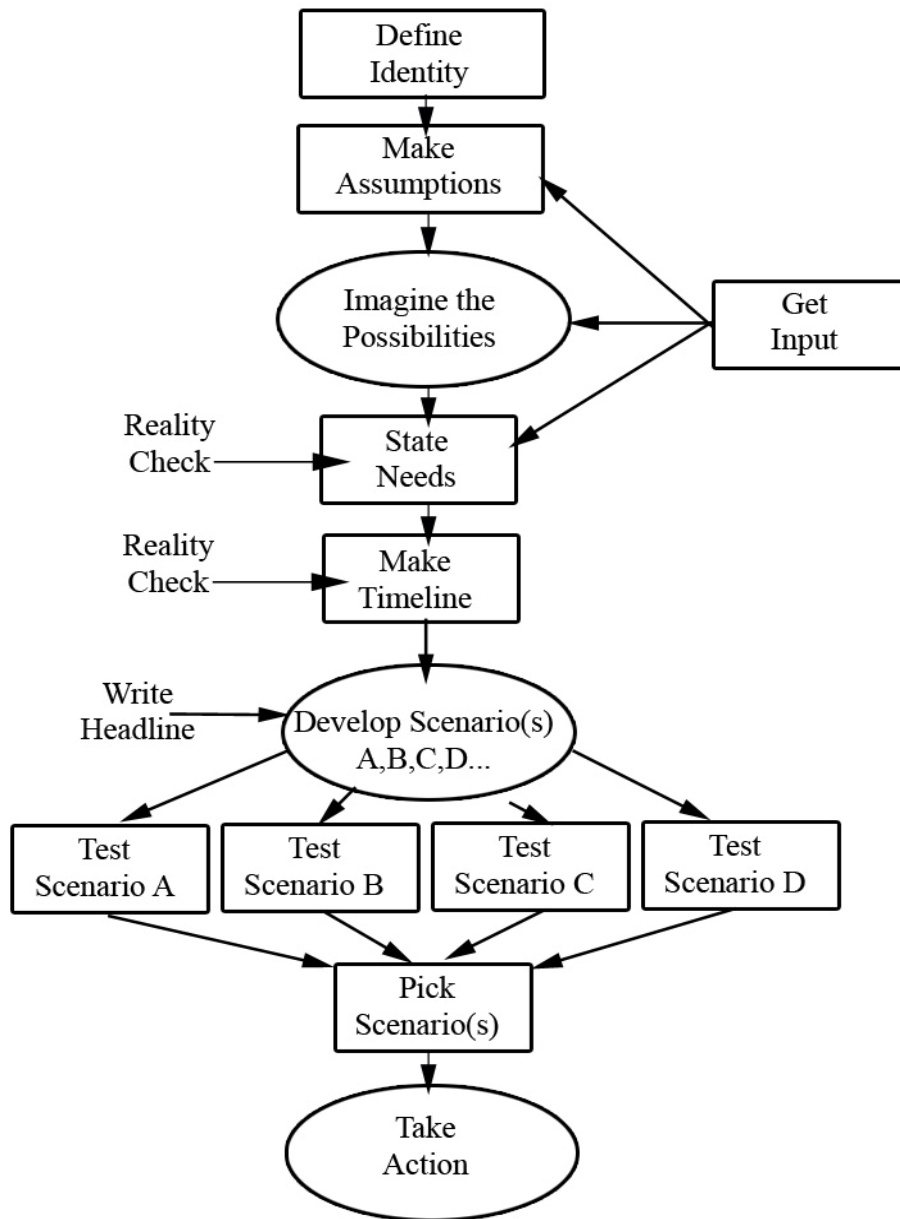 Define
Identity
Make
Assumptions
Imagine the
Possibilities
Get
Input
Reality
Check
State
Needs
Reality
Check
Make
Timeline
Write
Headline
Develop Scenario(s)
A,B,C,D...
Test
Scenario A
Test
Scenario B
Test
Scenario C
Test
Scenario D
Pick
Scenario(s)
Take
Action